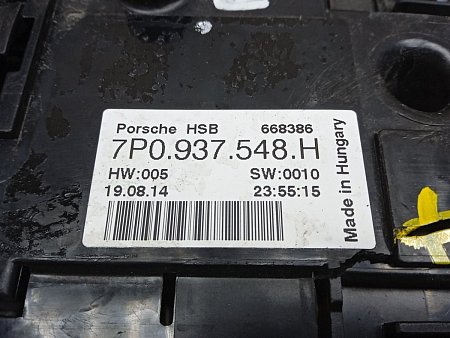 Porsche HSB 668386
7P0.937.548.H
HW:005 SW:0010
19.08.14 23:55:15
Made in Hungary